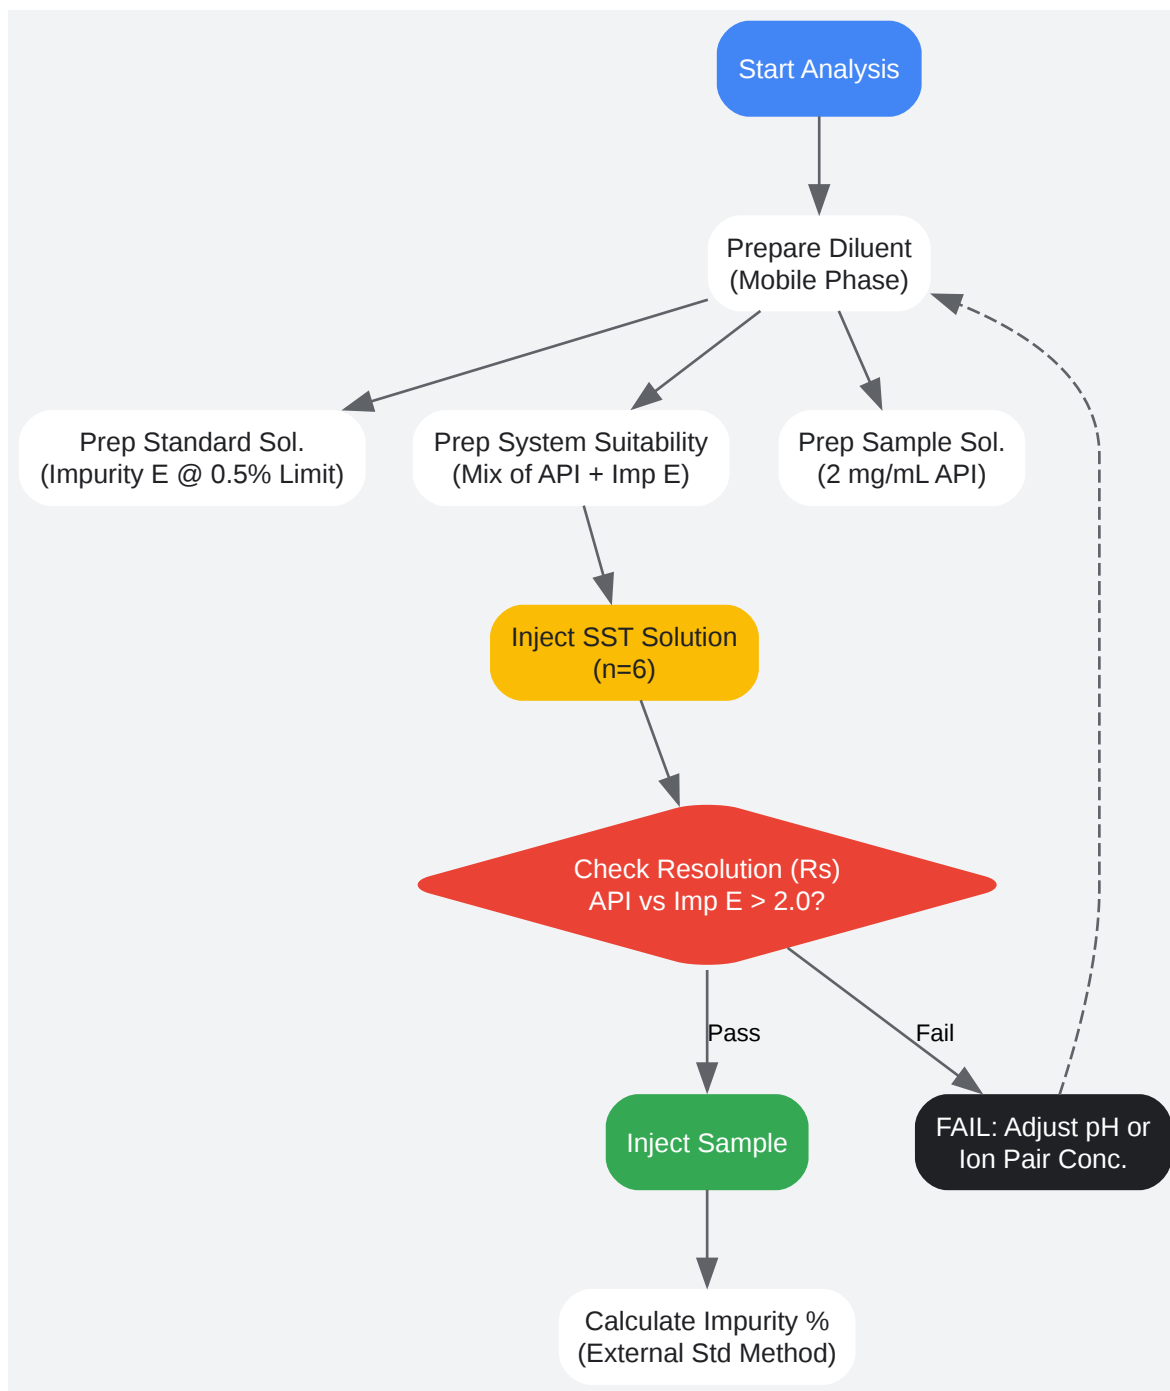 Start Analysis
Prepare Diluent
(Mobile Phase)
Prep Standard Sol.
(Impurity E @ 0.5% Limit)
Prep System Suitability
(Mix of API + Imp E)
Prep Sample Sol.
(2 mg/mL API)
Inject SST Solution
(n=6)
Check Resolution (Rs)
API vs Imp E > 2.0?
Pass
Fail
Inject Sample
FAIL: Adjust pH or
Ion Pair Conc.
Calculate Impurity %
(External Std Method)